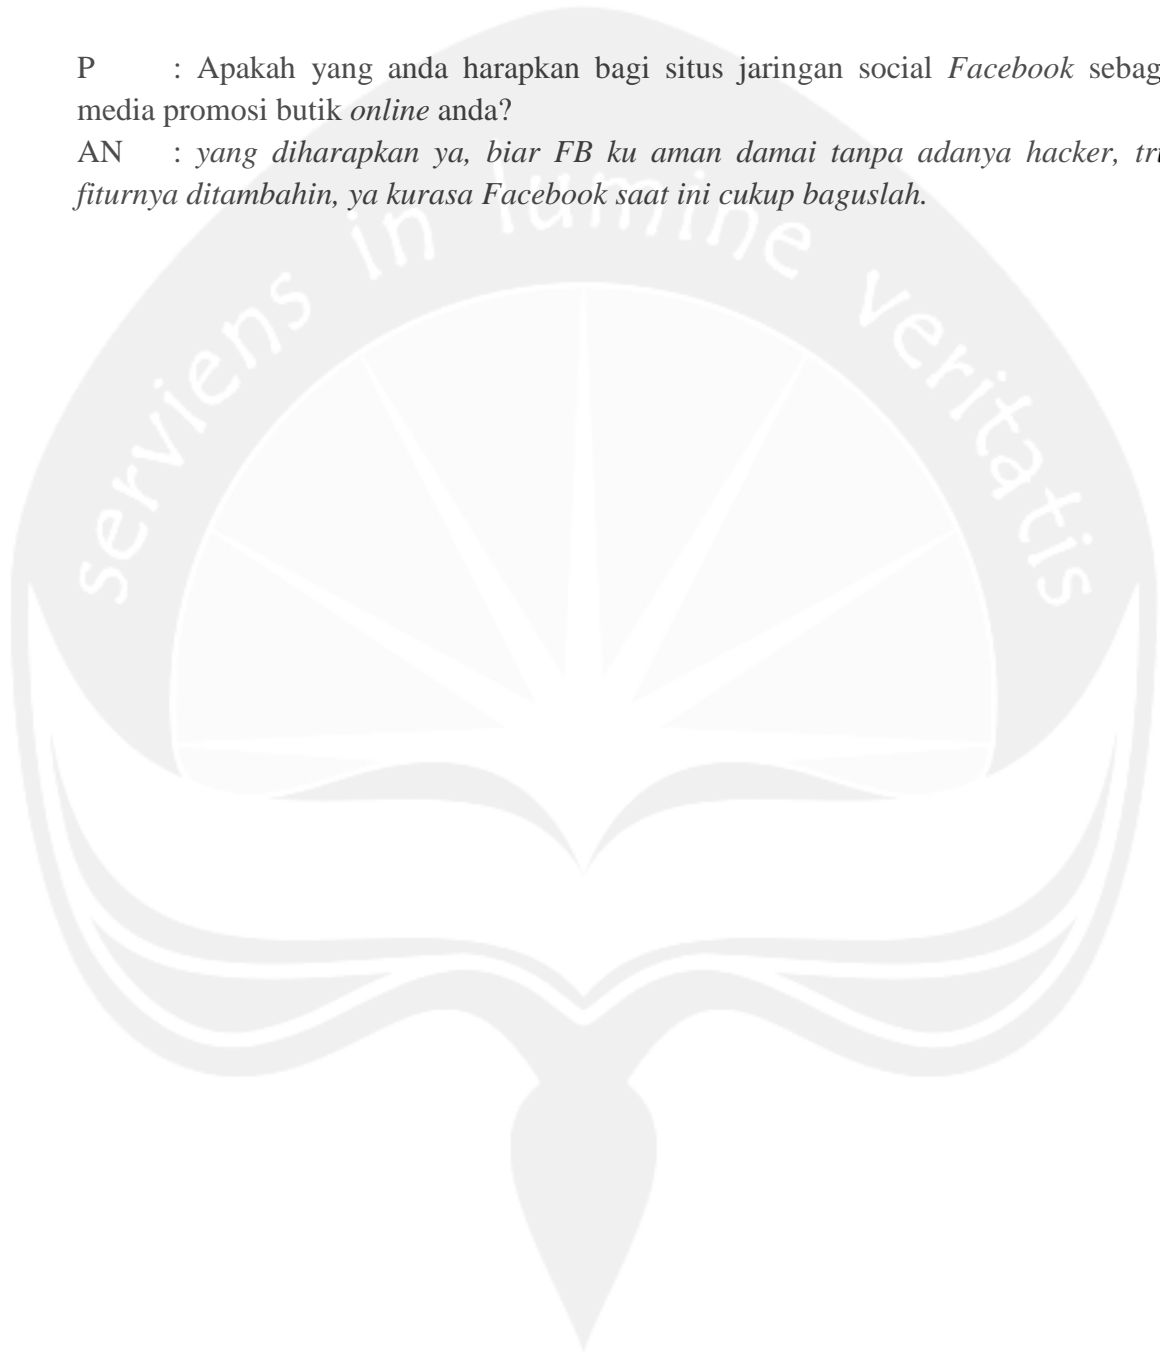 P : Apakah yang anda harapkan bagi situs jaringan social Facebook sebag
media promosi butik online anda?
AN : yang diharapkan ya, biar FB ku aman damai tanpa adanya hacker, tr
fiturnya ditambahin, ya kurasa Facebook saat ini cukup baguslah.
serviens in lumine veritatis